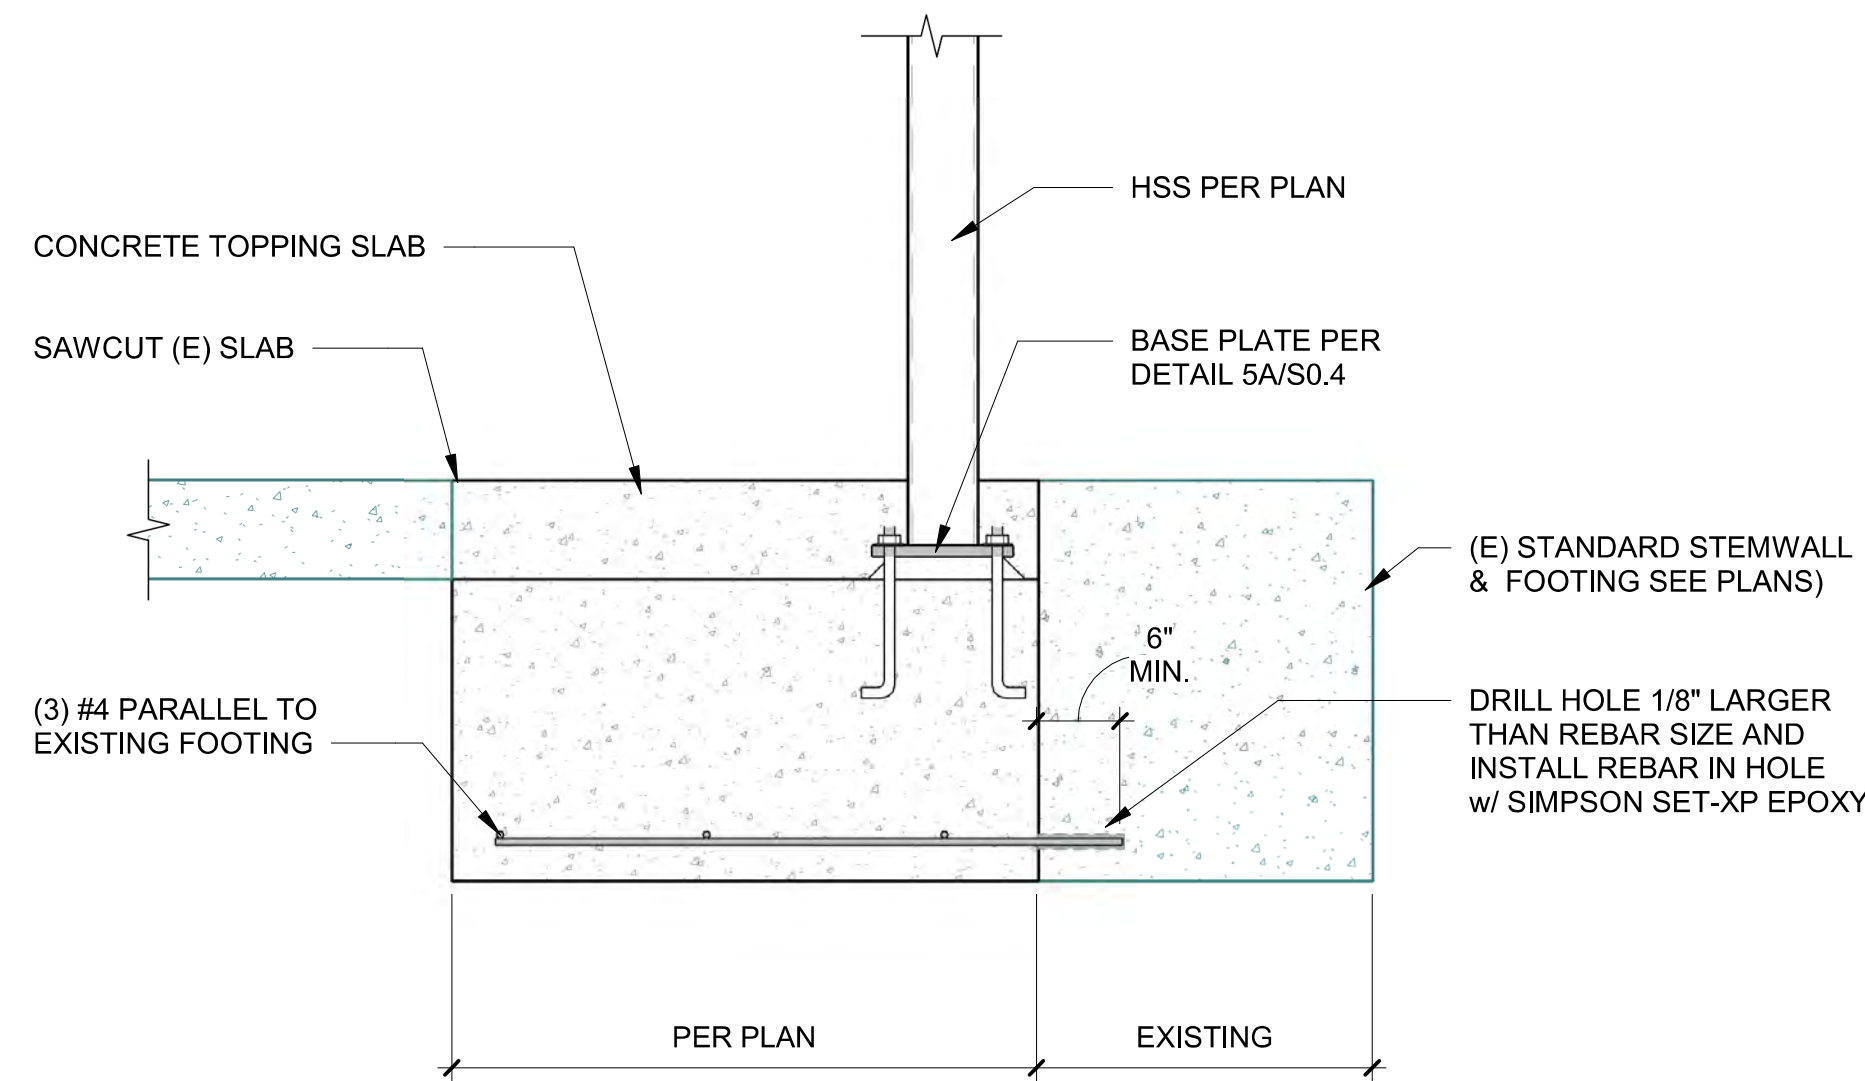 HSS PER PLAN
CONCRETE TOPPING SLAB
SAWCUT (E) SLAB
BASE PLATE PER
DETAIL 5A/S0.4
(E) STANDARD STEMWALL
& FOOTING SEE PLANS)
6"
MIN.
(3) #4 PARALLEL TO
EXISTING FOOTING
DRILL HOLE 1/8" LARGER
THAN REBAR SIZE AND
INSTALL REBAR IN HOLE
w/ SIMPSON SET-XP EPOXY
PER PLAN
EXISTING